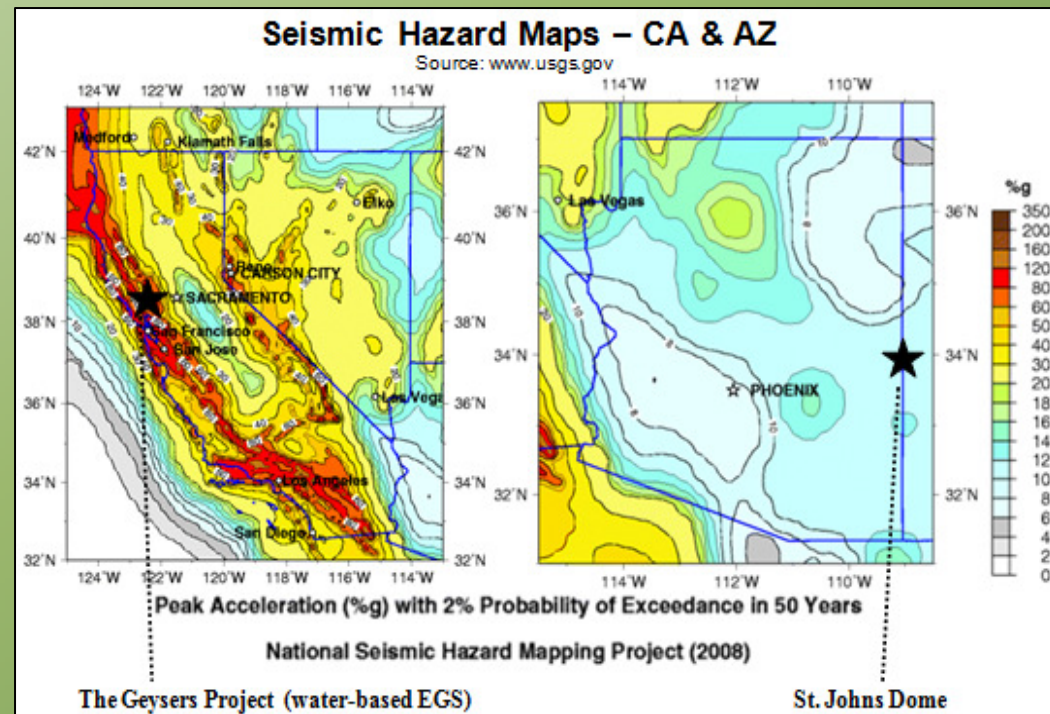 Seismic Hazard Maps – CA & AZ
Source: www.usgs.gov
124˚W 122˚W 120˚W 118˚W 116˚W 114˚W
114˚W 112˚W 110˚W
Medford
Klamath Falls
42˚N 42˚N
Elko
40˚N 40˚N
Reno
CARSON CITY
SACRAMENTO
38˚N 38˚N
San Francisco
San Jose
36˚N 36˚N
Las Vega
34˚N 34˚N
Los Angeles
San Diego
32˚N 32˚N
124˚W 122˚W 120˚W 118˚W 116˚W 114˚W
Las Vegas
36˚N
34˚N
PHOENIX
32˚N
112˚W 110˚W
%g
350
200
160
120
80
60
50
40
30
20
18
16
14
12
10
8
6
4
2
0
Peak Acceleration (%g) with 2% Probability of Exceedance in 50 Years
National Seismic Hazard Mapping Project (2008)
The Geysers Project (water-based EGS)
St. Johns Dome